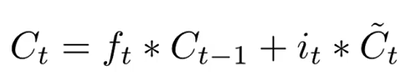 C_t = f_t * C_{t-1} + i_t * \tilde{C}_t